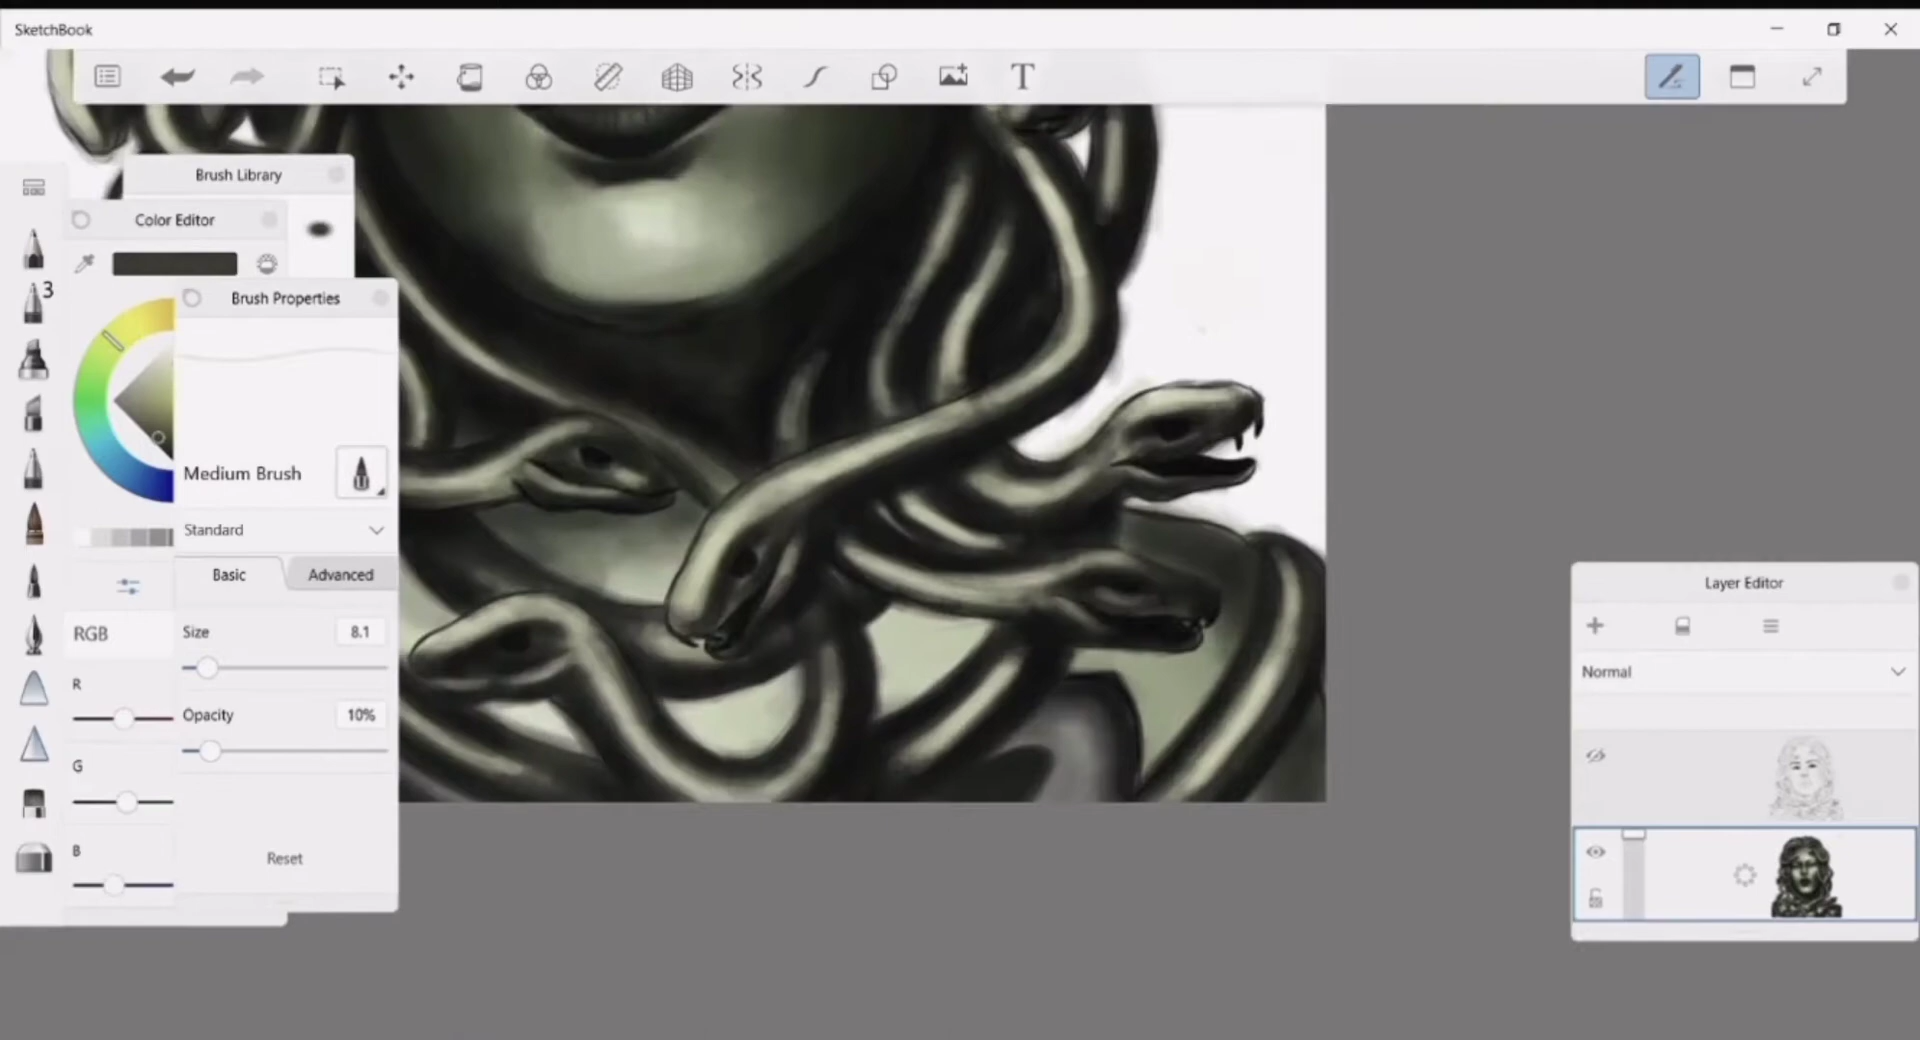 SketchBook
T
Brush Library
Color Editor
3
Brush Properties
Medium Brush
Standard
Basic
Advanced
RGB
Size
8.1
R
Opacity
10%
G
B
Reset
Layer Editor
Normal